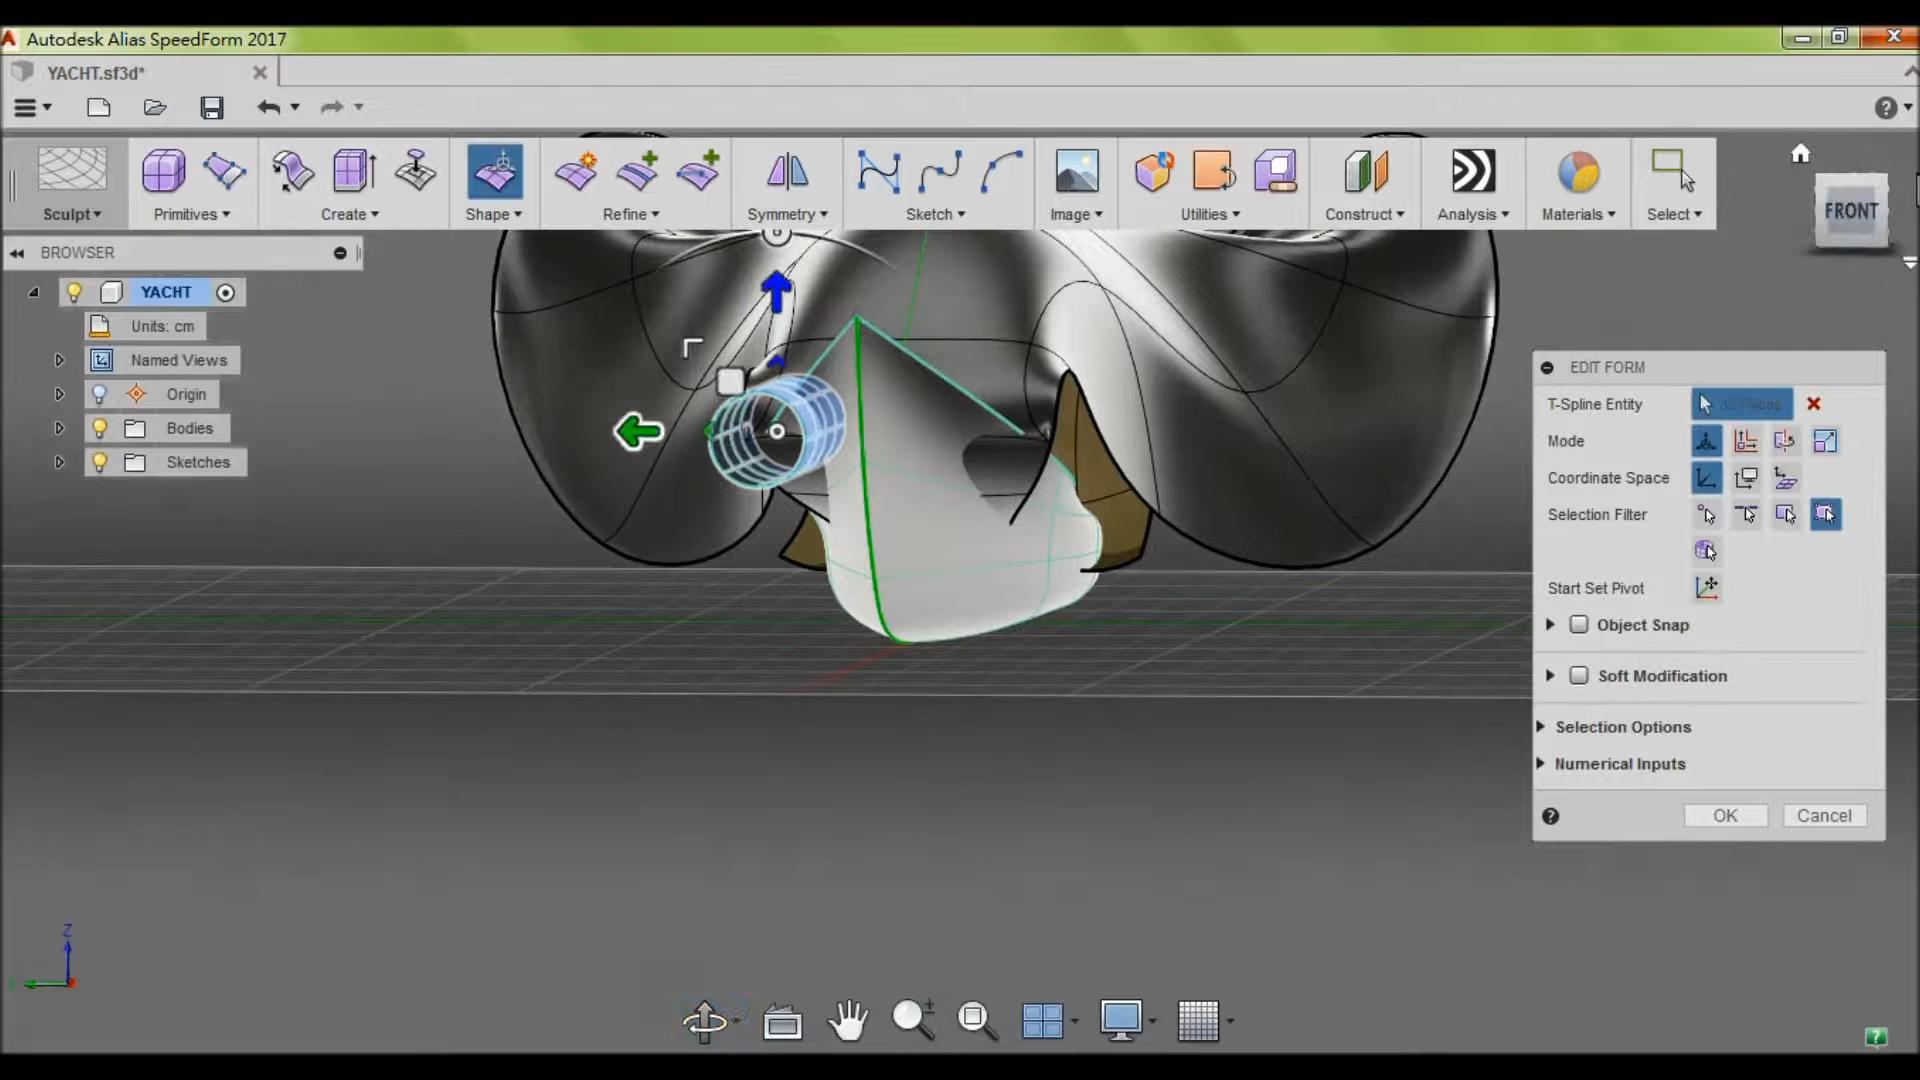 Autodesk Alias SpeedForm 2017
YACHT.sf3d*
Sculpt
Primitives
Create
Shape
Refine
Symmetry
Sketch
Image
Utilities
Construct
Analysis
Materials
Select
FRONT
BROWSER
YACHT
Units: cm
Named Views
Origin
Bodies
Sketches
EDIT FORM
T-Spline Entity
Mode
Coordinate Space
Selection Filter
Start Set Pivot
Object Snap
Soft Modification
Selection Options
Numerical Inputs
OK
Cancel
Z